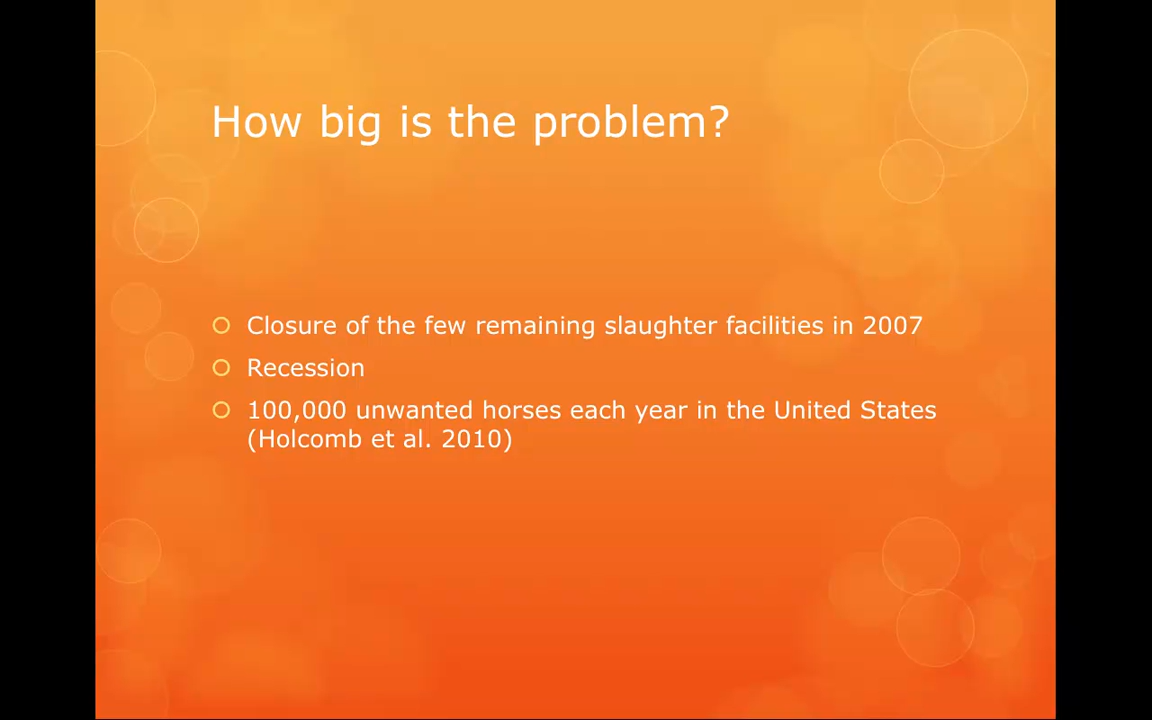 How big is the problem?
Closure of the few remaining slaughter facilities in 2007
Recession
100,000 unwanted horses each year in the United States
(Holcomb et al. 2010)